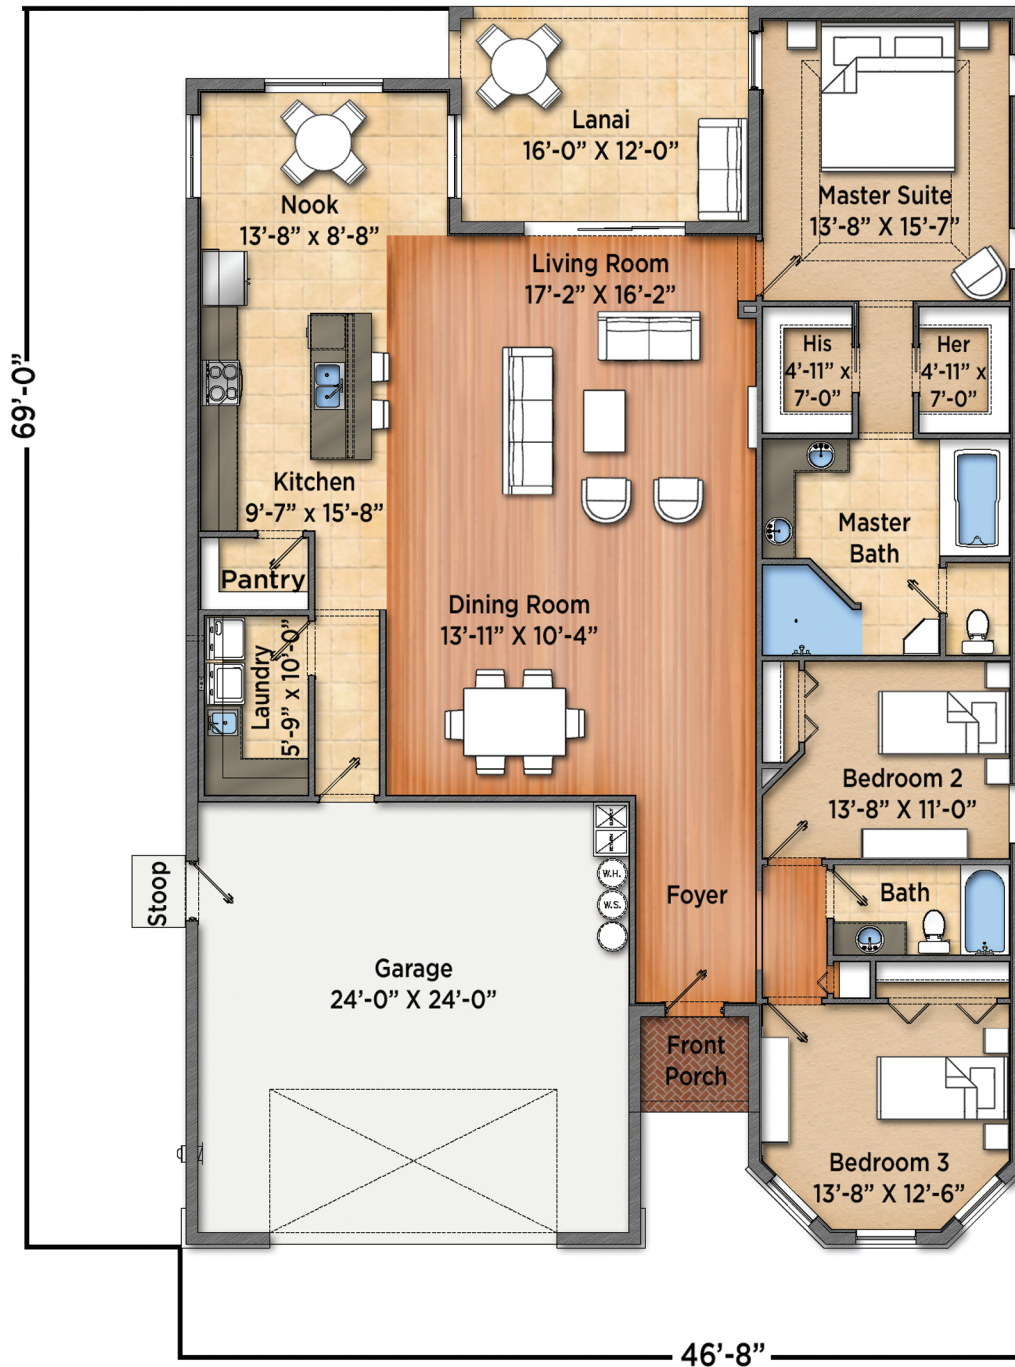 Lanai
16'-0” X 12'-0”
Master Suite
13'-8” X 15'-7”
Nook
13'-8” x 8'-8”
Living Room
17'-2” X 16'-2”
His
4'-11” x
7'-0”
Her
4'-11” x
7'-0”
69'-0”
Kitchen
9'-7” x 15'-8”
Master
Bath
Pantry
Dining Room
13'-11” X 10'-4”
Laundry
5'-9” x 10'-0”
Bedroom 2
13'-8” X 11'-0”
Stoop
W.H.
W.S.
Foyer
Bath
Garage
24'-0” X 24'-0”
Front
Porch
Bedroom 3
13'-8” X 12'-6”
46'-8”